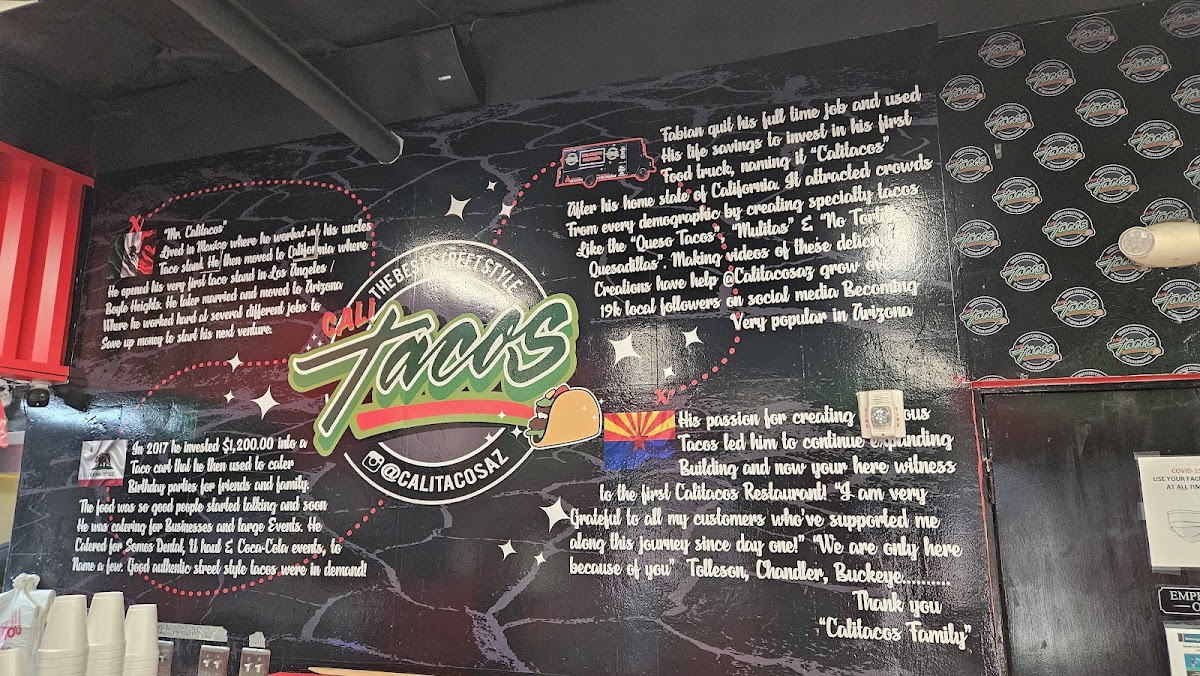 "Mr. Calitacos"
Lived in Mexico where he worked at his uncles
Taco stand. He then moved to California where
He opened his very first taco stand in Los Angeles /
Boyle Heights. He later married and moved to Arizona
Where he worked hard at several different jobs to
Save up money to start his next venture.
In 2017 he invested $1,200.00 into a
Taco cart that he then used to cater
Birthday parties for friends and family.
The food was so good people started talking and soon
He was catering for Businesses and large Events. He
Catered for Somos Dental, U haul & Coca-Cola events, to
Name a few. Good authentic street style tacos were in demand!
THE BEST STREET STYLE
CALI
Tacos
@CALITACOSAZ
Fabian quit his full time job and used
His life savings to invest in his first
Food truck, naming it "Calitacos"
After his home state of California. It attracted crowds
From every demographic by creating specialty tacos
Like the "Queso Tacos", "Mulitas" & "No Tortilla
Quesadillas". Making videos of these delicious
Creations have help @Calitacosaz grow over
19k local followers on social media Becoming
Very popular in Arizona
His passion for creating
Tacos led him to continue expanding
Building and now your here witness
to the first Calitacos Restaurant! "I am very
Grateful to all my customers who've supported me
along this journey since day one!" "We are only here
because of you" Tolleson, Chandler, Buckeye..........
Thank you
"Calitacos Family"
Tacos
COVID-1
USE YOUR FAC
AT ALL TIM
EMP